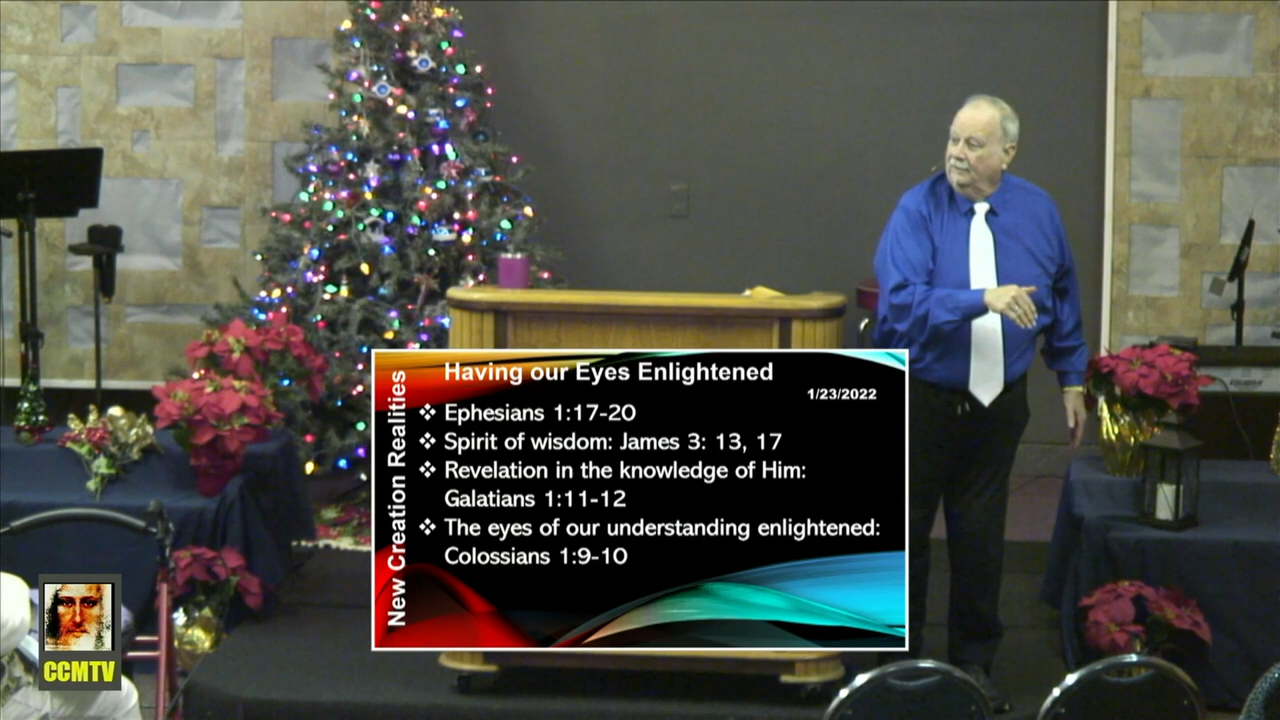 Having our Eyes Enlightened
1/23/2022
New Creation Realities
❖ Ephesians 1:17-20
❖ Spirit of wisdom: James 3: 13, 17
❖ Revelation in the knowledge of Him:
Galatians 1:11-12
❖ The eyes of our understanding enlightened:
Colossians 1:9-10
CCMTV